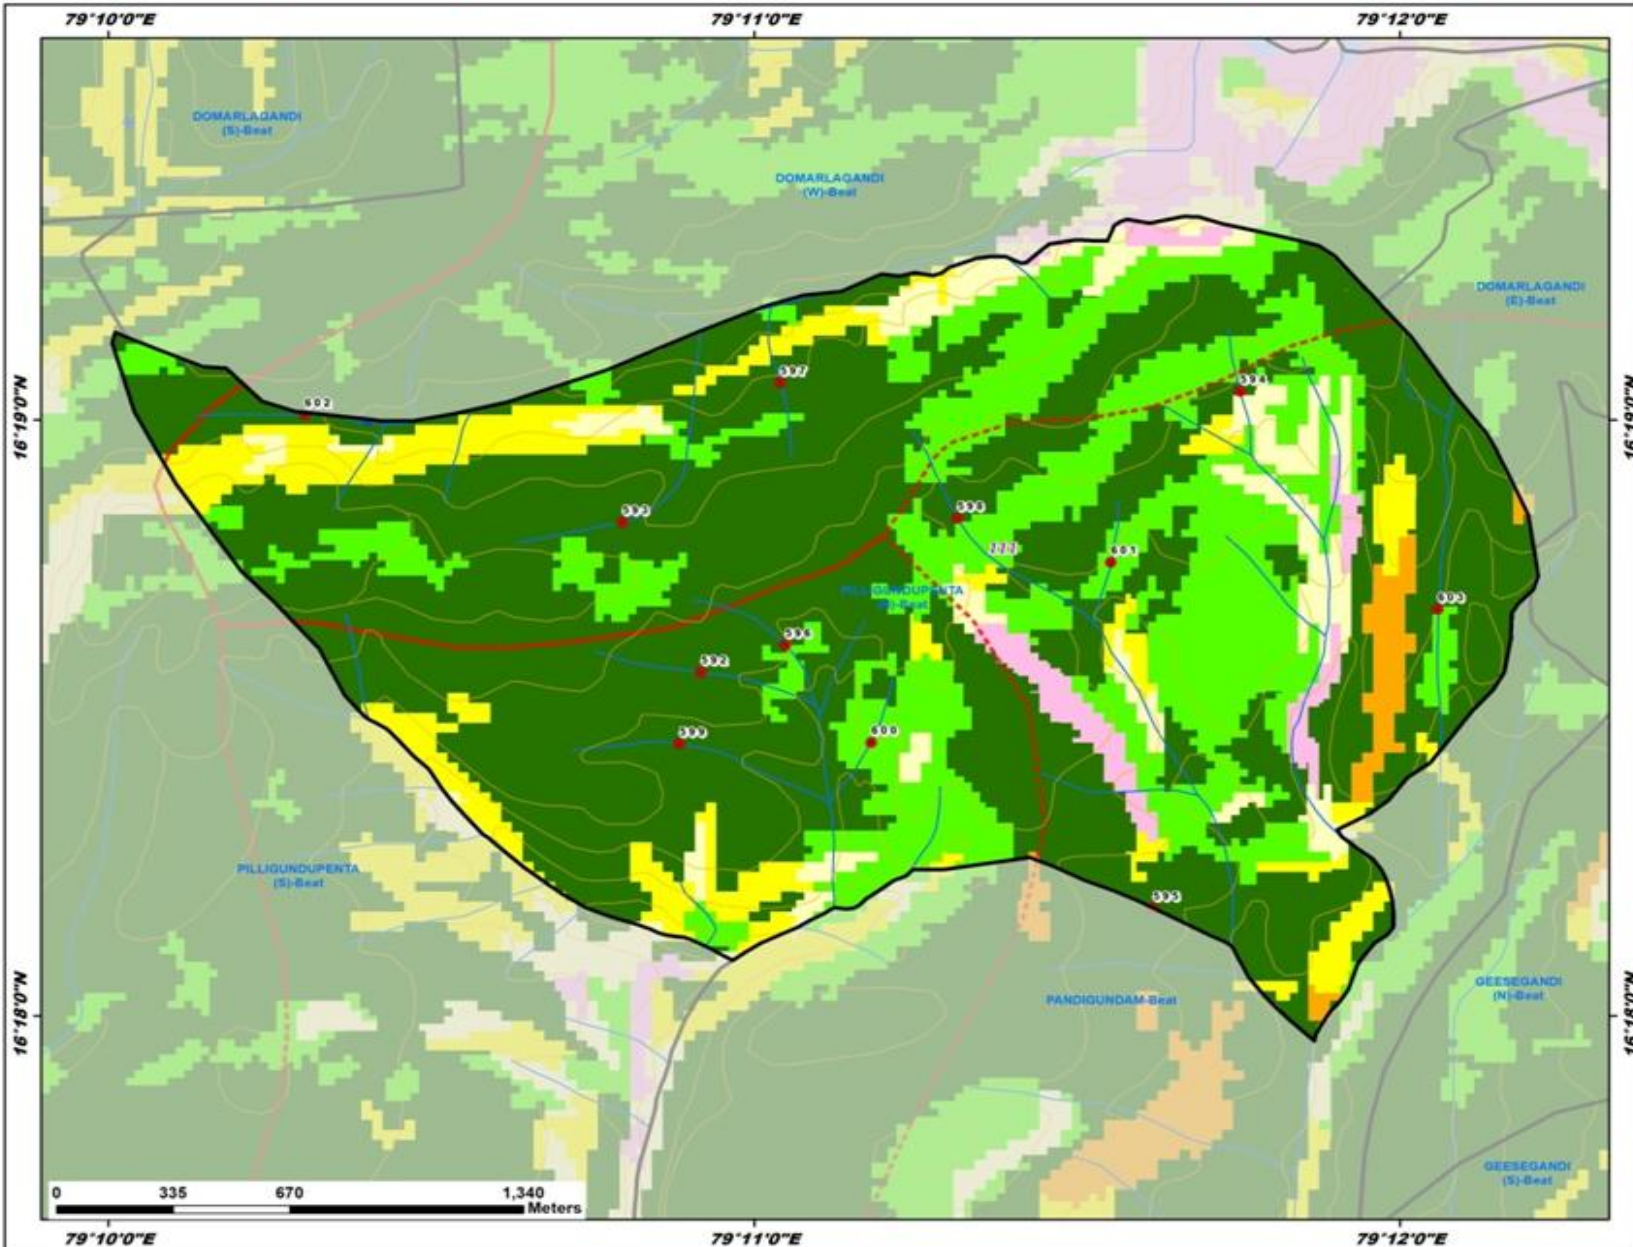 79°10'0"E
79°11'0"E
79°12'0"E
DOMARLAGANDI
(S)-Beat
DOMARLAGANDI
(W)-Beat
DOMARLAGANDI
(E)-Beat
597
594
602
16°19'0"N
16°19'0"N
593
598
222
601
PILLIGUNDUPENTA
603
596
592
599
600
PILLIGUNDUPENTA
(S)-Beat
595
GEESEGANDI
(N)-Beat
PANDIGUNDAM-Beat
16°18'0"N
16°18'0"N
GEESEGANDI
(S)-Beat
0 335 670 1,340
Meters
79°10'0"E
79°11'0"E
79°12'0"E